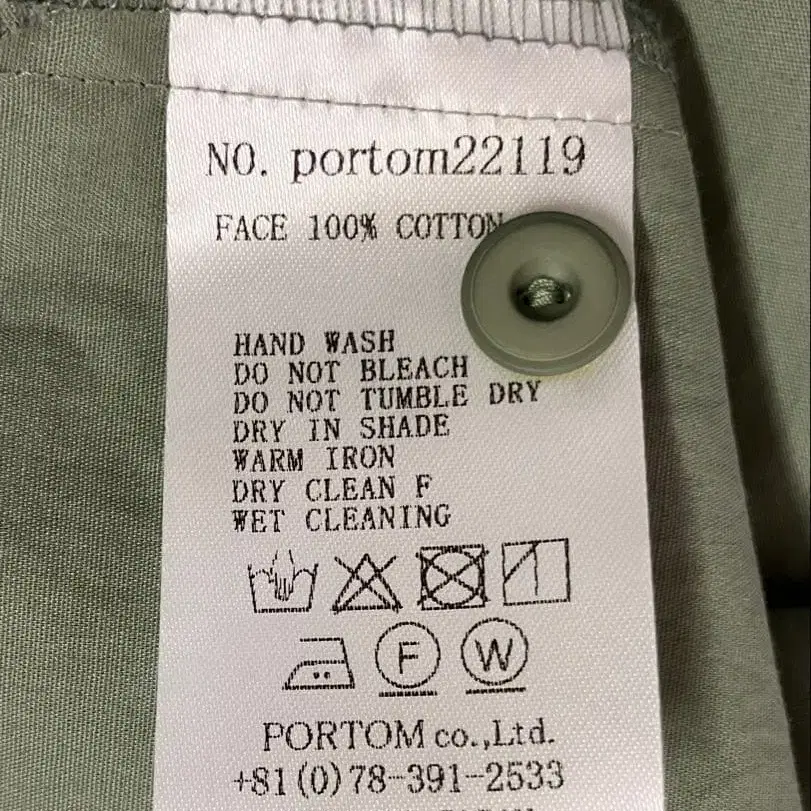 NO. portom22119
FACE 100% COTTON
HAND WASH
DO NOT BLEACH
DO NOT TUMBLE DRY
DRY IN SHADE
WARM IRON
DRY CLEAN F
WET CLEANING
F W
PORTOM co.,Ltd.
+81(0)78-391-2533